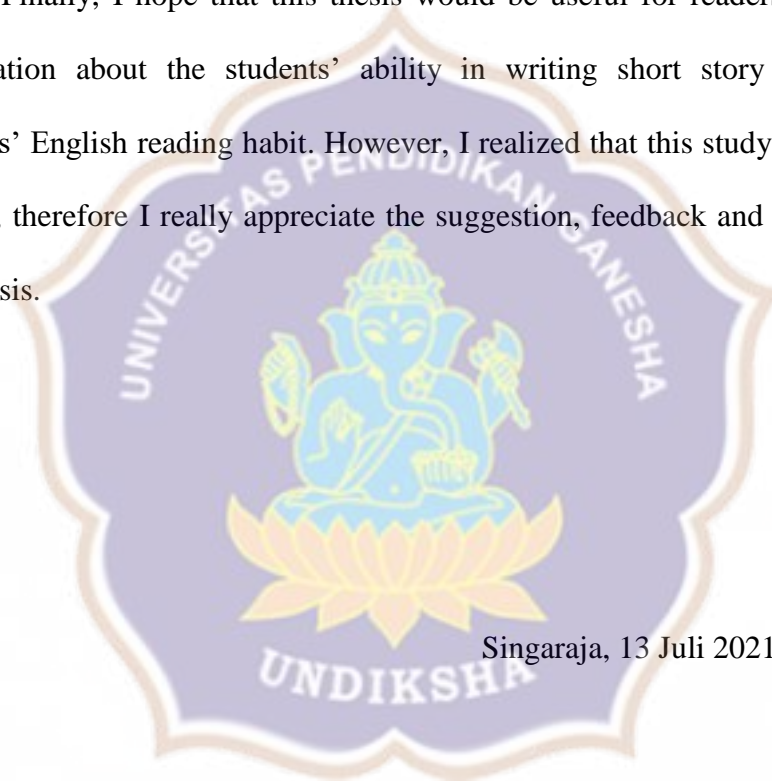 Finally, I hope that this thesis would be useful for reader
ation about the students’ ability in writing short story
s’ English reading habit. However, I realized that this study
therefore I really appreciate the suggestion, feedback and
sis.
UNIVERSITAS PENDIDIKAN GANESHA
Singaraja, 13 Juli 2021
UNDIKSHA